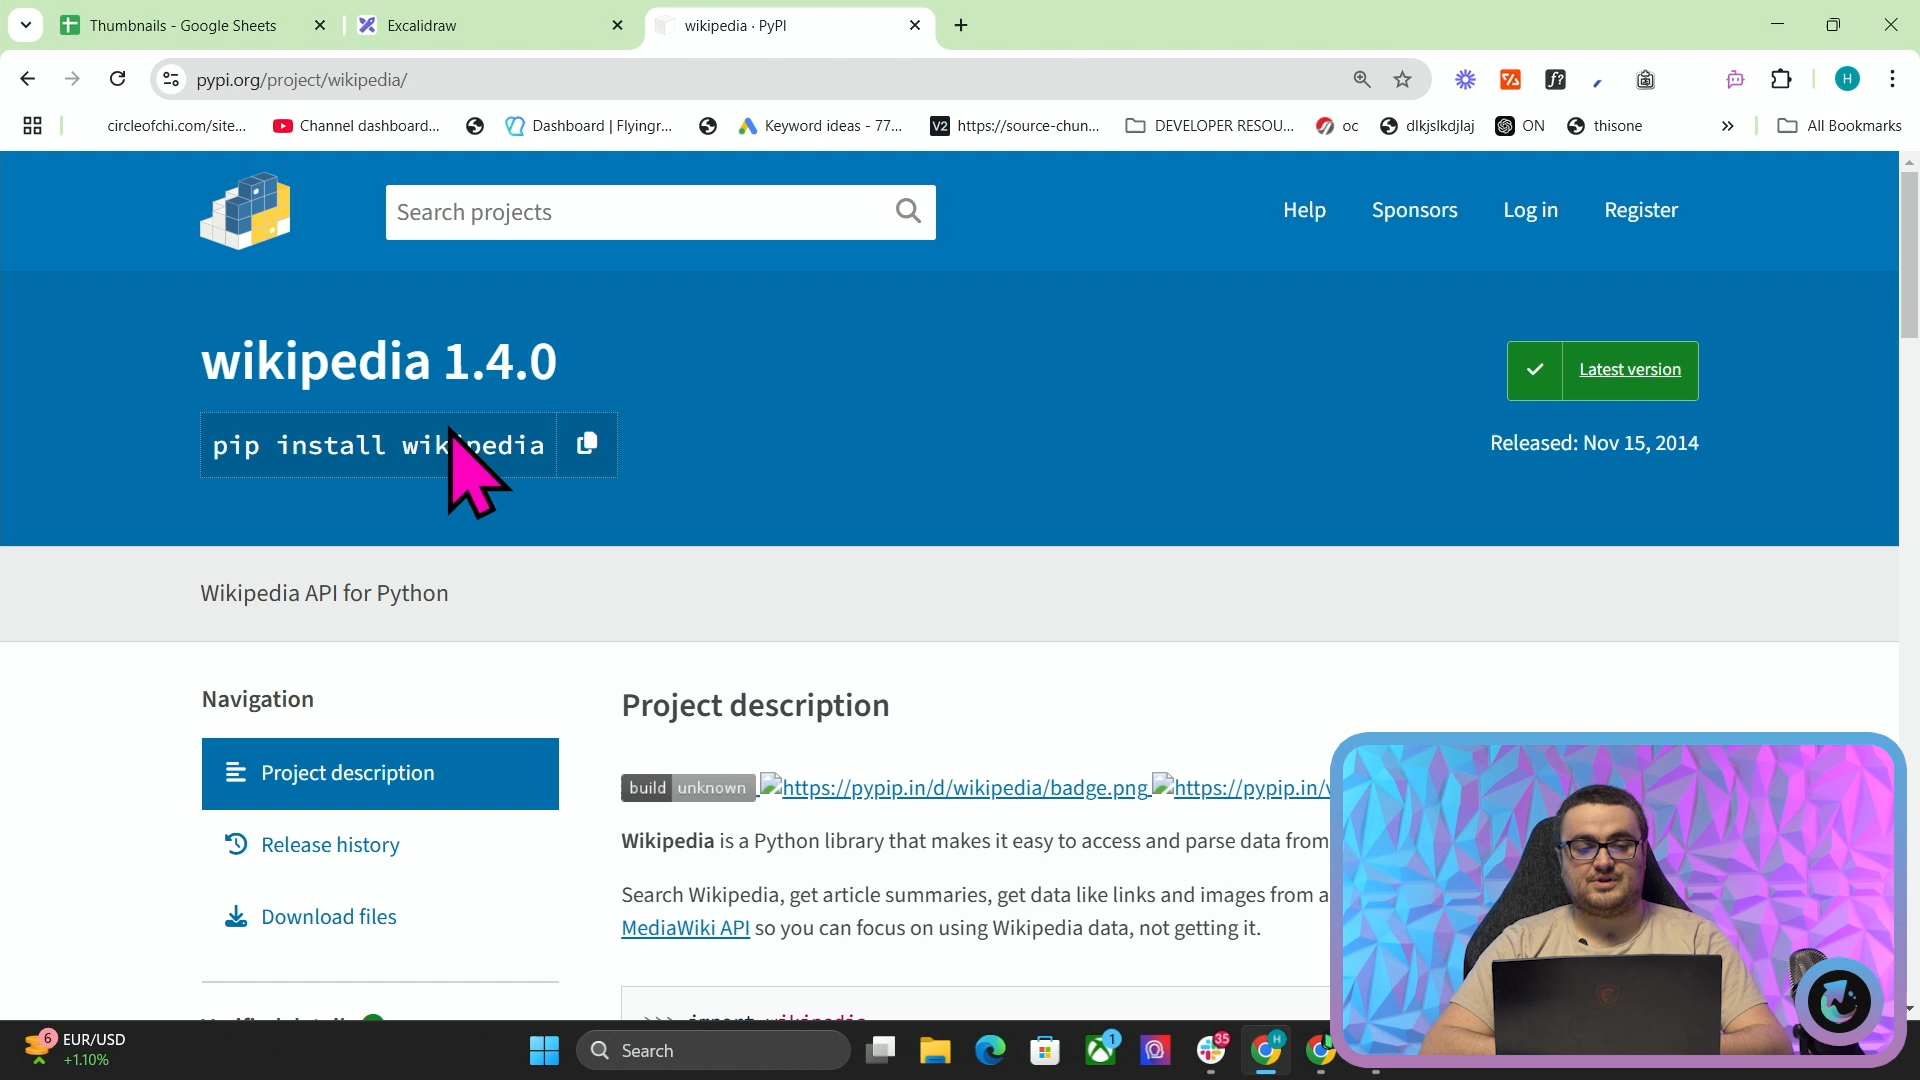 Thumbnails - Google Sheets
Excalidraw
wikipedia · PyPI
pypi.org/project/wikipedia/
H
circleofchi.com/site...
Channel dashboard...
Dashboard | Flyingr...
Keyword ideas - 77...
V2 https://source-chun...
DEVELOPER RESOU...
oc
dlkjslkdjlaj
ON
thisone
All Bookmarks
Search projects
Help
Sponsors
Log in
Register
wikipedia 1.4.0
Latest version
pip install wikipedia
Released: Nov 15, 2014
Wikipedia API for Python
Navigation
Project description
Release history
Download files
Project description
build unknown https://pypip.in/d/wikipedia/badge.png https://pypip.in/
Wikipedia is a Python library that makes it easy to access and parse data from
Search Wikipedia, get article summaries, get data like links and images from a
MediaWiki API so you can focus on using Wikipedia data, not getting it.
>>> import wikipedia
6
EUR/USD
+1.10%
Search
1
35
H